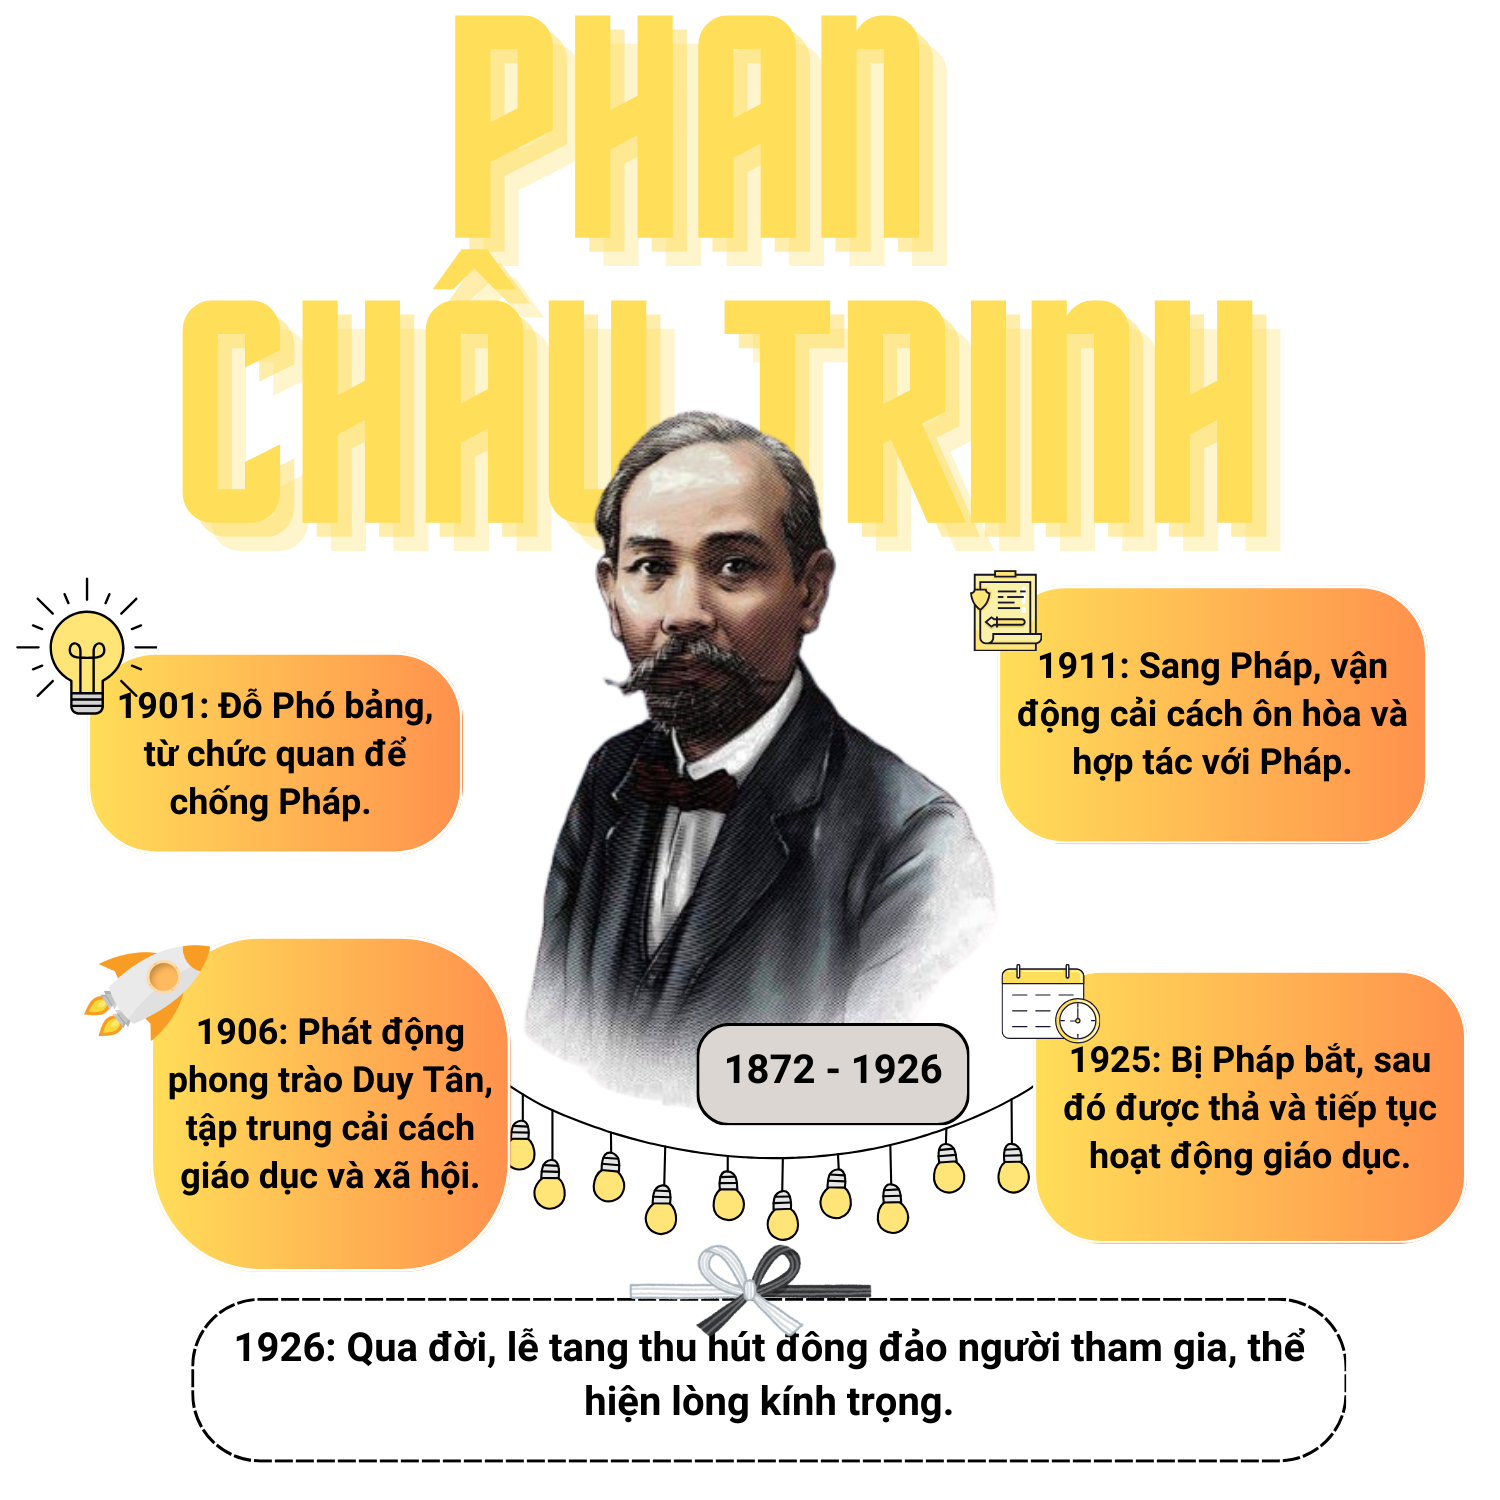 PHAN
CHÂU TRINH
1901: Đỗ Phó bảng,
từ chức quan để
chống Pháp.
1911: Sang Pháp, vận
động cải cách ôn hòa và
hợp tác với Pháp.
1906: Phát động
phong trào Duy Tân,
tập trung cải cách
giáo dục và xã hội.
1872 - 1926
1925: Bị Pháp bắt, sau
đó được thả và tiếp tục
hoạt động giáo dục.
1926: Qua đời, lễ tang thu hút đông đảo người tham gia, thể
hiện lòng kính trọng.